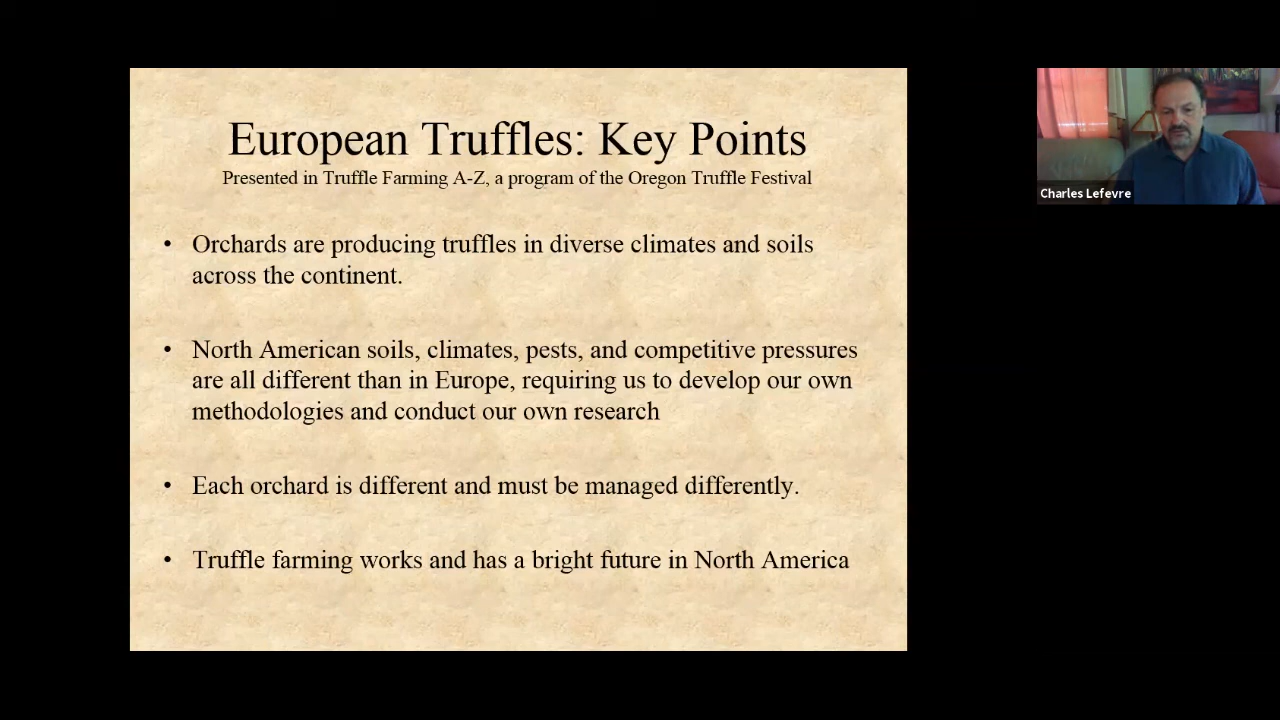 European Truffles: Key Points
Presented in Truffle Farming A-Z, a program of the Oregon Truffle Festival
• Orchards are producing truffles in diverse climates and soils
across the continent.
• North American soils, climates, pests, and competitive pressures
are all different than in Europe, requiring us to develop our own
methodologies and conduct our own research
• Each orchard is different and must be managed differently.
• Truffle farming works and has a bright future in North America
Charles Lefevre